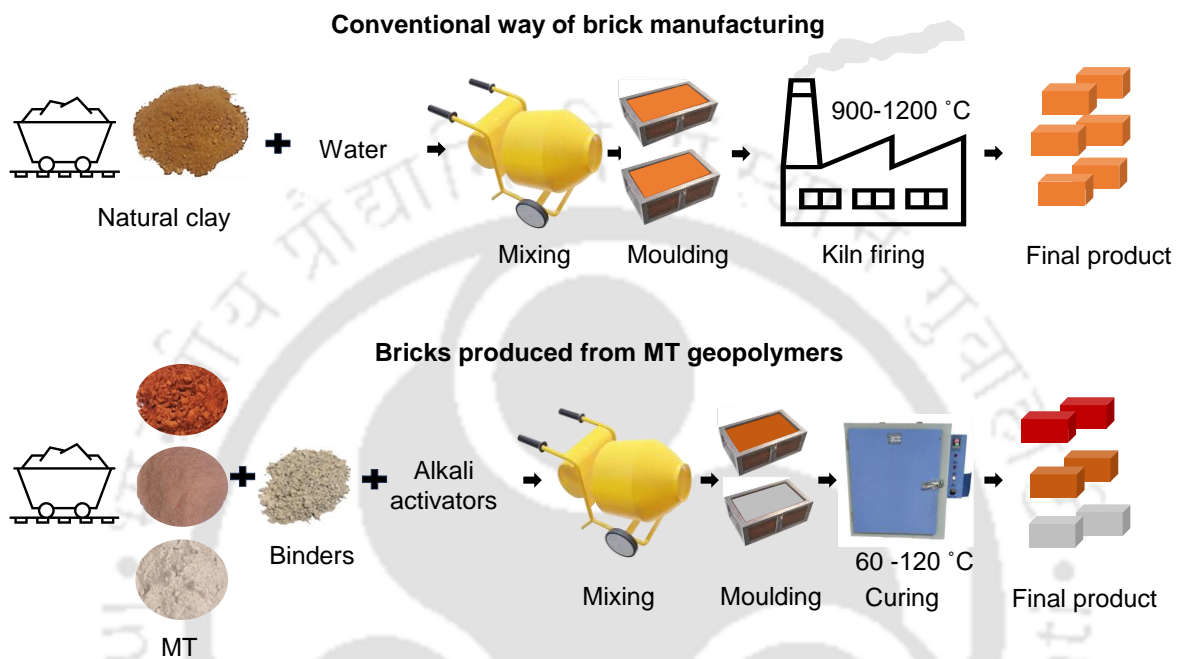 Conventional way of brick manufacturing
900-1200 ˚C
Water
Natural clay
Mixing
Moulding
Kiln firing
Final product
Bricks produced from MT geopolymers
Alkali
activators
Binders
60 -120 ˚C
Mixing
Moulding
Curing
Final product
MT